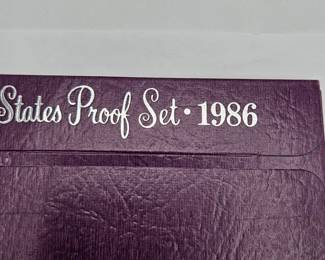 States Proof Set · 1986